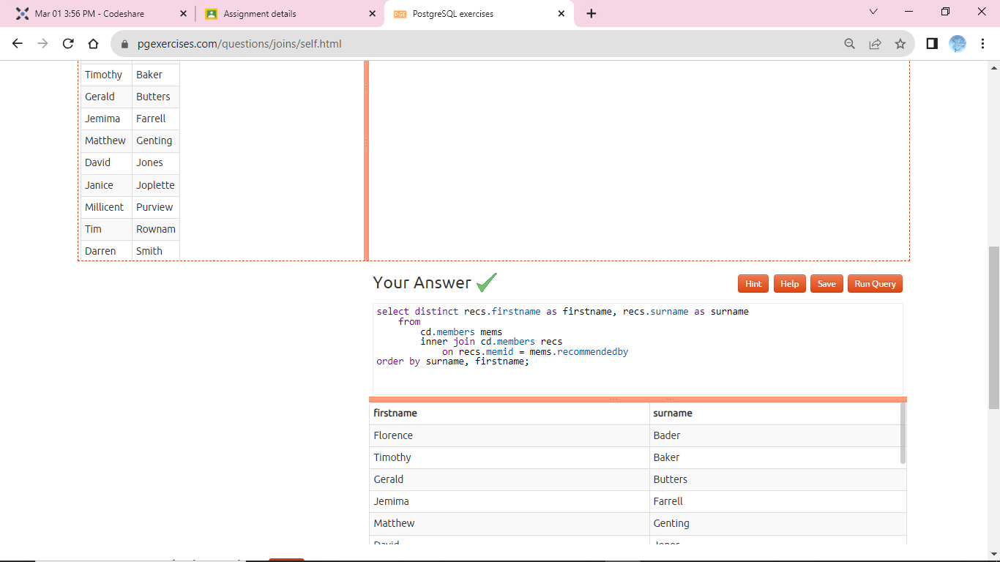 Mar 01 3:56 PM - Codeshare
Assignment details
PGE PostgreSQL exercises
pgexercises.com/questions/joins/self.html
Timothy Baker
Gerald Butters
Jemima Farrell
Matthew Genting
David Jones
Janice Joplette
Millicent Purview
Tim Rownam
Darren Smith
Your Answer
Hint Help Save Run Query
select distinct recs.firstname as firstname, recs.surname as surname
from
cd.members mems
inner join cd.members recs
on recs.memid = mems.recommendedby
order by surname, firstname;
firstname surname
Florence Bader
Timothy Baker
Gerald Butters
Jemima Farrell
Matthew Genting
David Jones